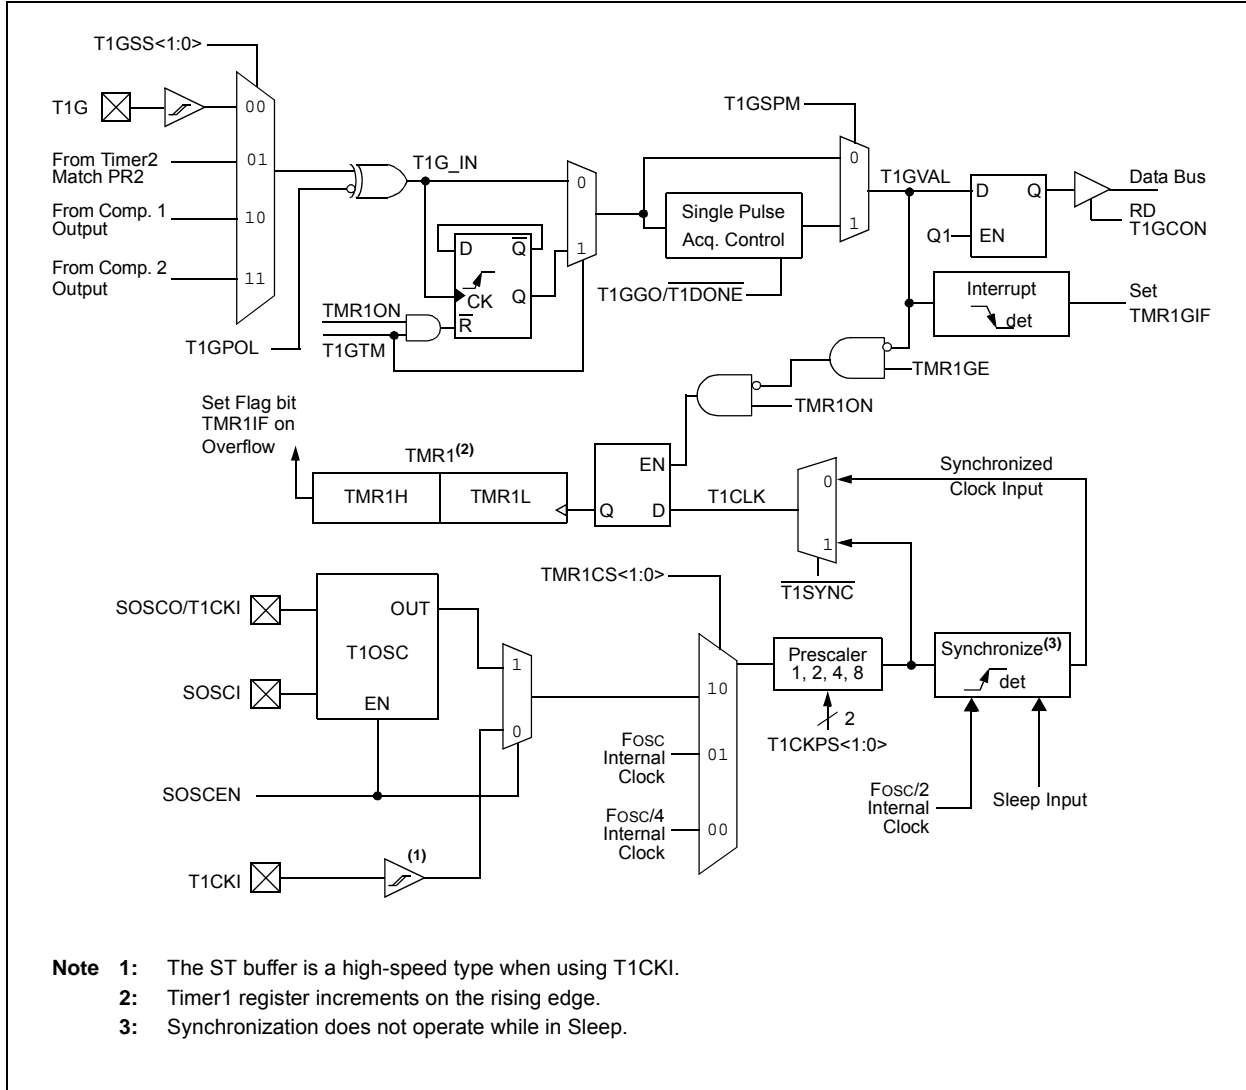 T1GSS<1:0>
T1G
00
From Timer2
Match PR2
01
From Comp. 1
Output
10
From Comp. 2
Output
11
T1GPOL
T1G_IN
0
1
D
Q
CK
Q
R
TMR1ON
T1GTM
T1GSPM
0
1
Single Pulse
Acq. Control
T1GGO/T1DONE
T1GVAL
D
Q
Q1
EN
Data Bus
RD
T1GCON
Interrupt
det
Set
TMR1GIF
TMR1GE
TMR1ON
Set Flag bit
TMR1IF on
Overflow
TMR1(2)
TMR1H
TMR1L
EN
Q
D
T1CLK
0
1
T1SYNC
Synchronized
Clock Input
SOSCO/T1CKI
SOSCI
OUT
T1OSC
EN
SOSCEN
T1CKI
(1)
1
0
TMR1CS<1:0>
10
FOSC
Internal
Clock
01
FOSC/4
Internal
Clock
00
Prescaler
1, 2, 4, 8
2
T1CKPS<1:0>
Synchronize(3)
det
FOSC/2
Internal
Clock
Sleep Input
Note 1: The ST buffer is a high-speed type when using T1CKI.
2: Timer1 register increments on the rising edge.
3: Synchronization does not operate while in Sleep.